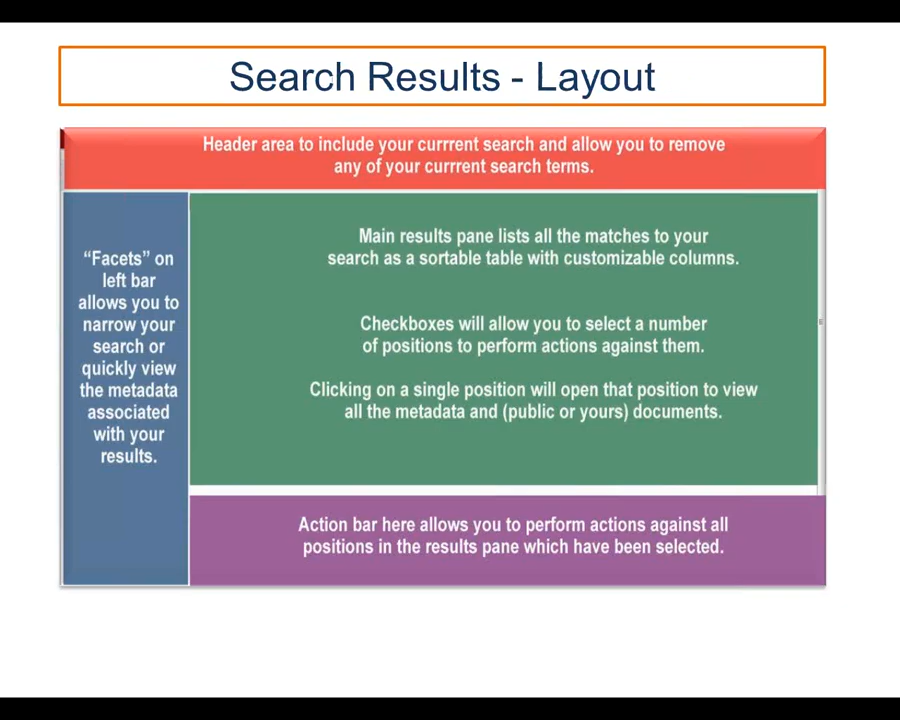 Search Results - Layout
Header area to include your currrent search and allow you to remove
any of your currrent search terms.
“Facets” on
left bar
allows you to
narrow your
search or
quickly view
the metadata
associated
with your
results.
Main results pane lists all the matches to your
search as a sortable table with customizable columns.
Checkboxes will allow you to select a number
of positions to perform actions against them.
Clicking on a single position will open that position to view
all the metadata and (public or yours) documents.
Action bar here allows you to perform actions against all
positions in the results pane which have been selected.